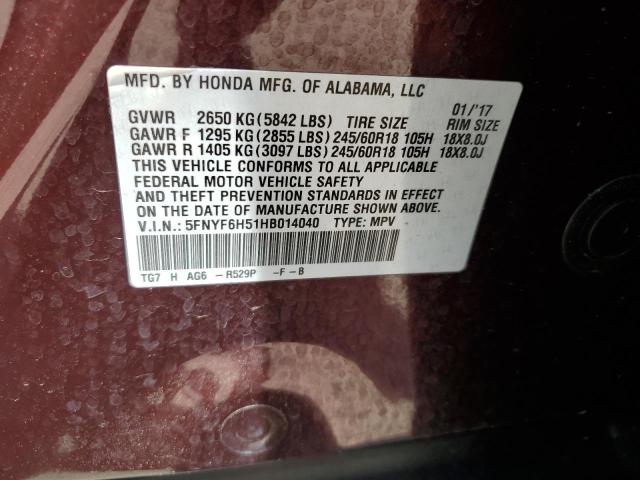 MFD. BY HONDA MFG. OF ALABAMA, LLC
01/'17
GVWR 2650 KG (5842 LBS) TIRE SIZE RIM SIZE
GAWR F 1295 KG (2855 LBS) 245/60R18 105H 18X8.0J
GAWR R 1405 KG (3097 LBS) 245/60R18 105H 18X8.0J
THIS VEHICLE CONFORMS TO ALL APPLICABLE
FEDERAL MOTOR VEHICLE SAFETY
AND THEFT PREVENTION STANDARDS IN EFFECT
ON THE DATE OF MANUFACTURE SHOWN ABOVE.
V.I.N.: 5FNYF6H51HB014040 TYPE: MPV
TG7 H AG6 - R529P -F-B